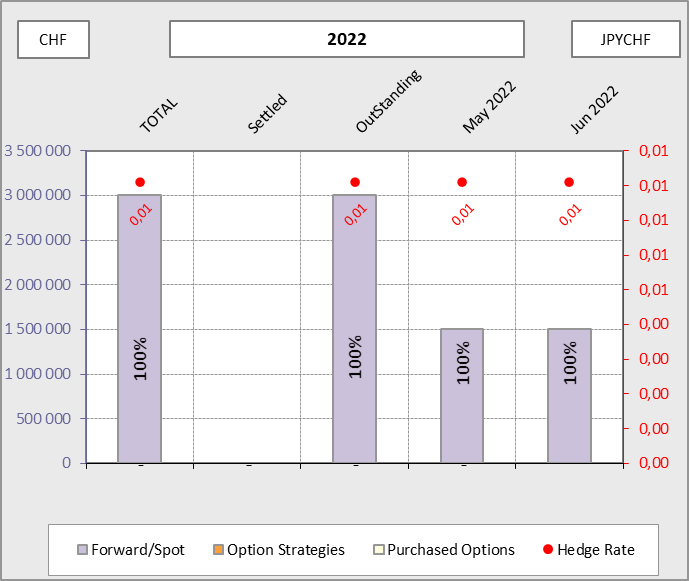 CHF
2022
JPYCHF
TOTAL
Settled
OutStanding
May 2022
Jun 2022
3 500 000
3 000 000
2 500 000
2 000 000
1 500 000
1 000 000
500 000
0
0,01
0,01
0,01
0,01
0,01
0,00
0,00
0,00
0,00
0,00
0,01
0,01
0,01
0,01
100%
100%
100%
100%
- - - -
Forward/Spot Option Strategies Purchased Options Hedge Rate